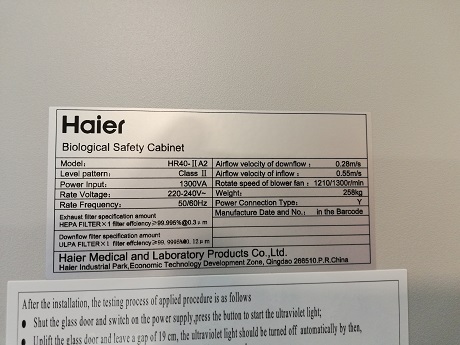 Haier
Biological Safety Cabinet
Model: HR40-ⅡA2 Airflow velocity of downflow : 0.28m/s
Level pattern: Class Ⅱ Airflow velocity of inflow : 0.55m/s
Power Input: 1300VA Rotate speed of blower fan : 1210/1300r/min
Rate Voltage: 220-240V~ Weight: 258kg
Rate Frequency: 50/60Hz Power Connection Type: Y
Manufacture Date and No.: in the Barcode
Exhaust filter specification amount
HEPA FILTER×1 filter effciency≥99.995%@0.3μm
Downflow filter specification amount
ULPA FILTER×1 filter effciency≥99.9995%@0.12μm
Haier Medical and Laboratory Products Co.,Ltd.
Haier Industrial Park,Economic Technology Development Zone, Qingdao 266510,P.R.China
After the installation, the testing process of applied procedure is as follows
● Shut the glass door and switch on the power supply,press the button to start the ultraviolet light;
● Uplift the glass door and leave a gap of 19 cm, the ultraviolet light should be turned off automatically by then,